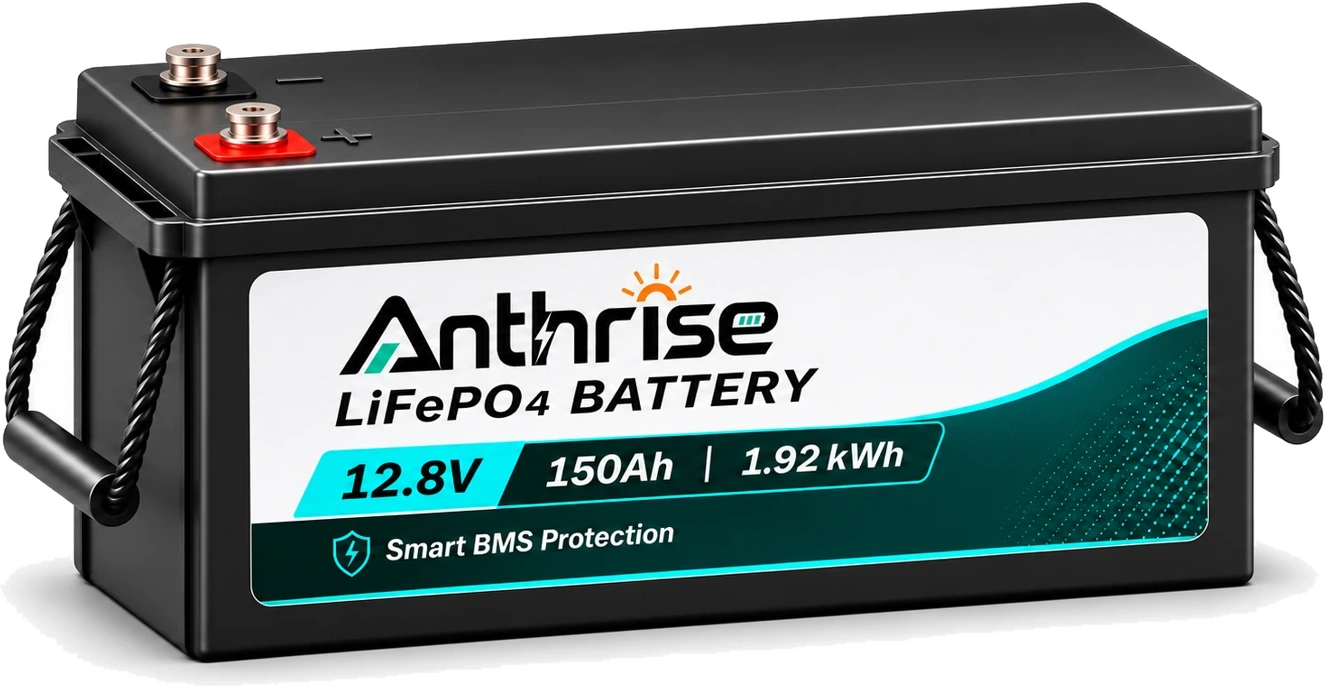 − 
+
Anthrise
LiFePO4 BATTERY
12.8V 150Ah | 1.92 kWh
Smart BMS Protection